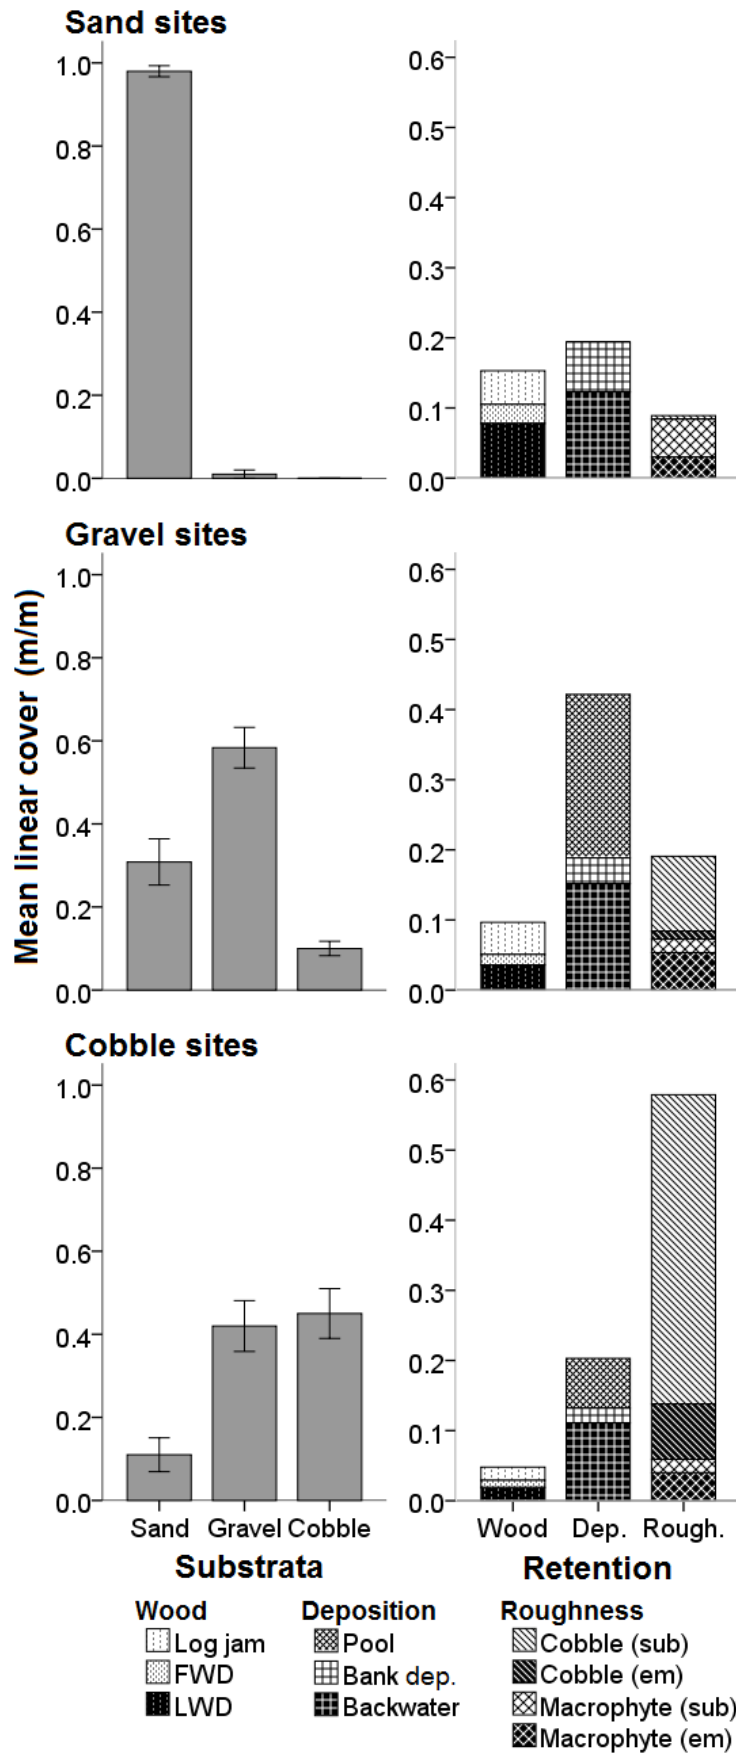 Sand sites
1.0
0.8
0.6
0.4
0.2
0.0
0.6
0.5
0.4
0.3
0.2
0.1
0.0
Gravel sites
1.0
0.8
0.6
0.4
0.2
0.0
0.6
0.5
0.4
0.3
0.2
0.1
0.0
Mean linear cover (m/m)
Cobble sites
1.0
0.8
0.6
0.4
0.2
0.0
0.6
0.5
0.4
0.3
0.2
0.1
0.0
Sand Gravel Cobble
Wood Dep. Rough.
Substrata
Retention
Wood
Log jam
FWD
LWD
Deposition
Pool
Bank dep.
Backwater
Roughness
Cobble (sub)
Cobble (em)
Macrophyte (sub)
Macrophyte (em)